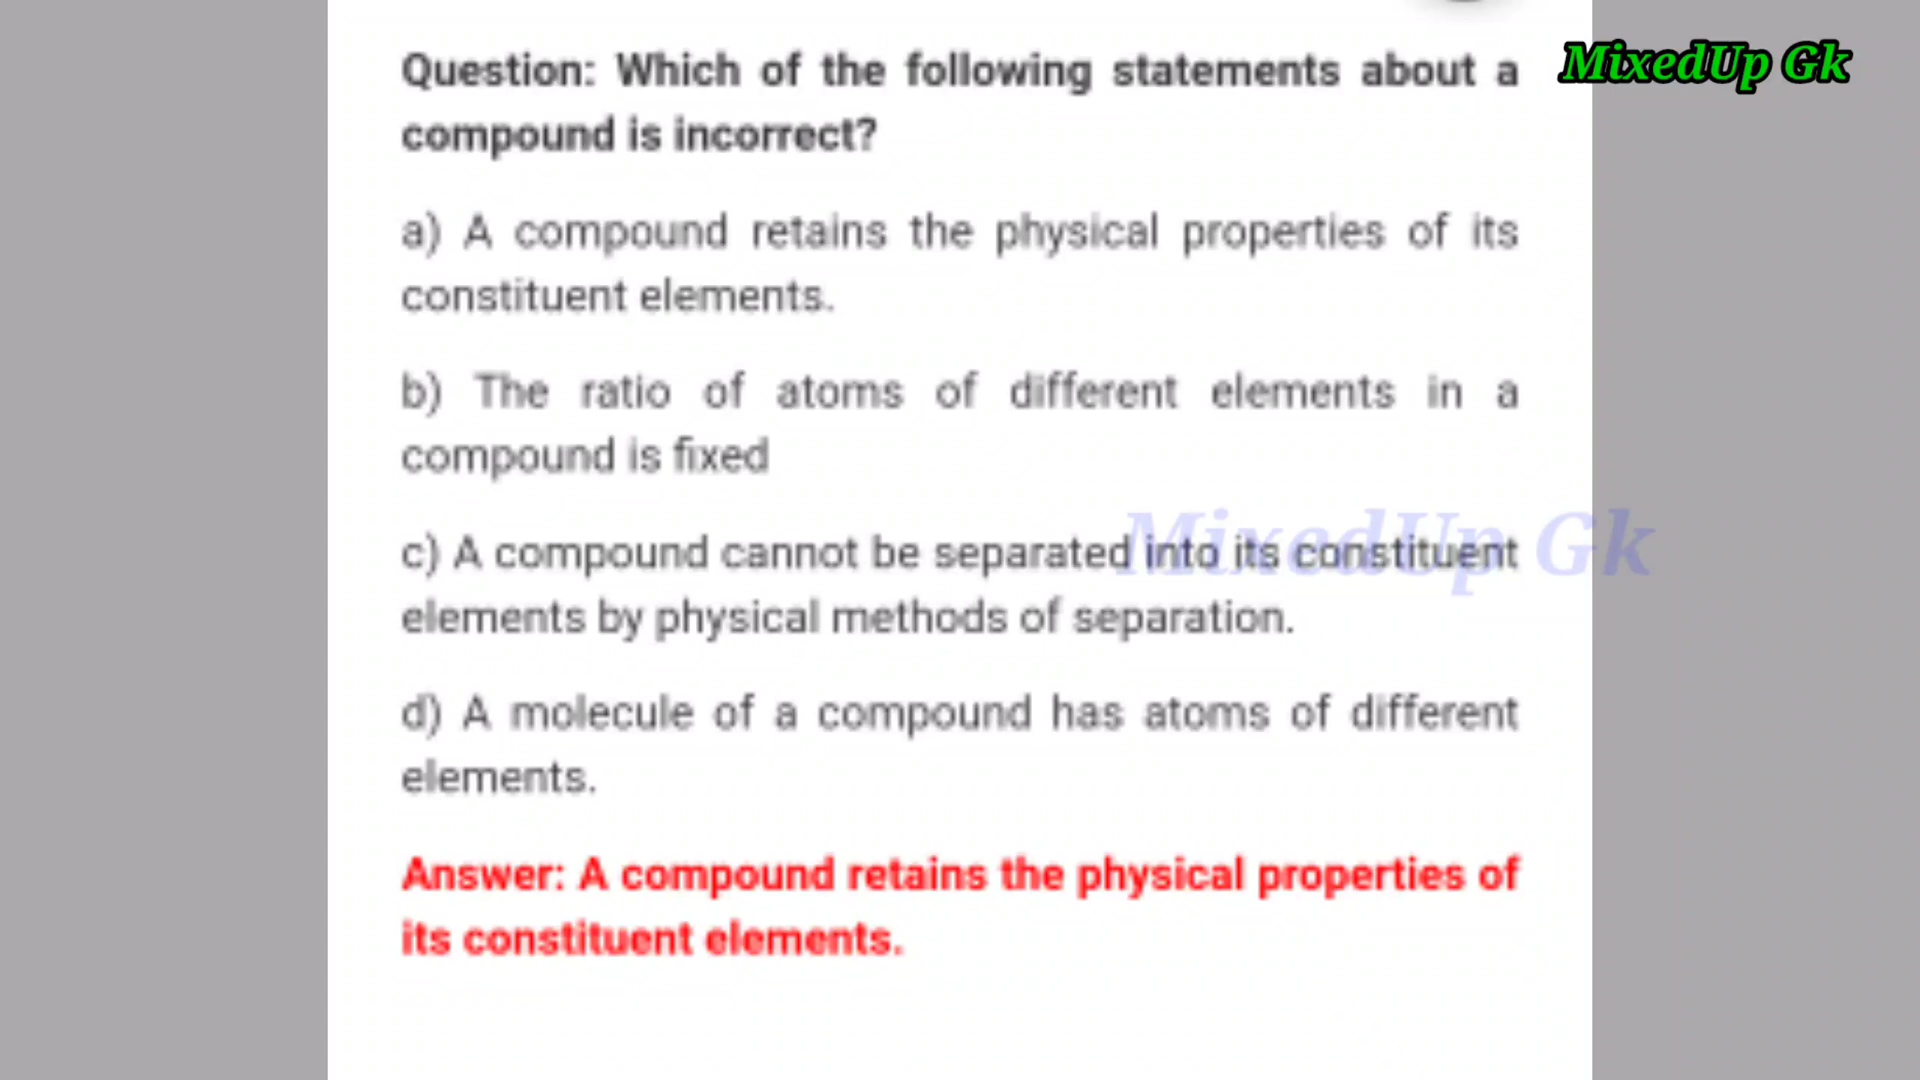 MixedUp Gk
Question: Which of the following statements about a
compound is incorrect?
a) A compound retains the physical properties of its
constituent elements.
b) The ratio of atoms of different elements in a
compound is fixed
c) A compound cannot be separated into its constituent
elements by physical methods of separation.
MixedUp Gk
d) A molecule of a compound has atoms of different
elements.
Answer: A compound retains the physical properties of
its constituent elements.